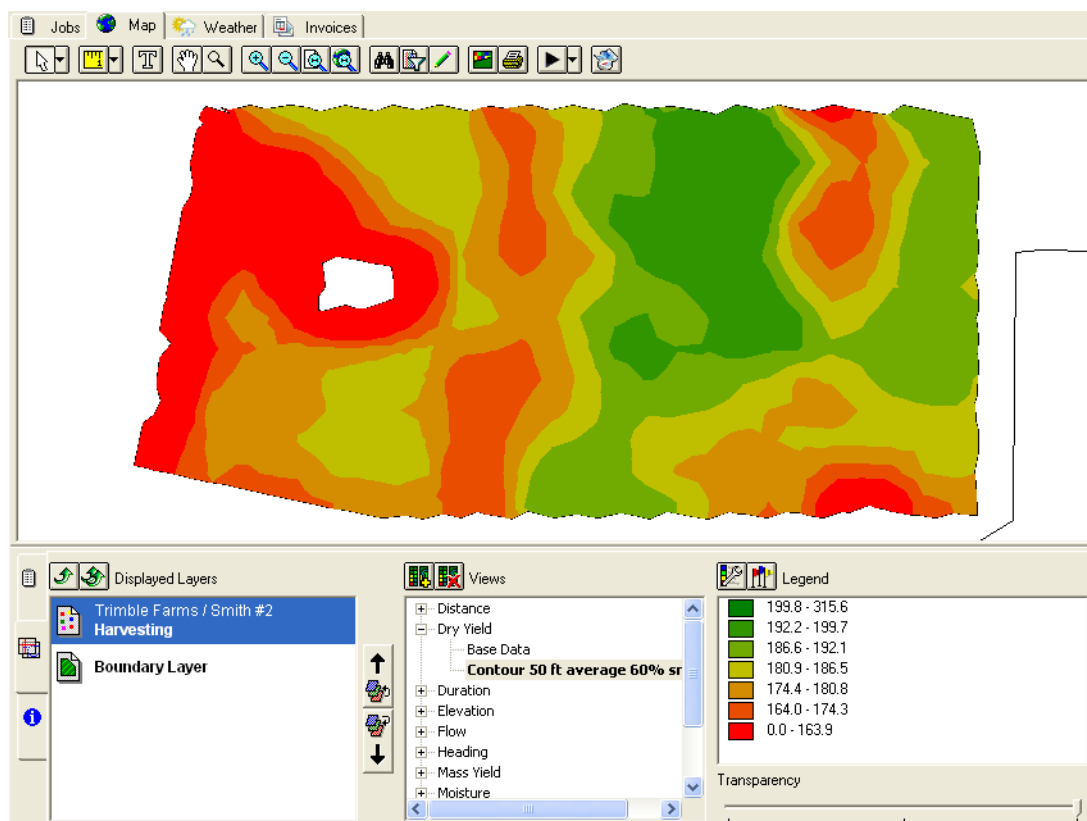 Jobs Map Weather Invoices
T
Displayed Layers
Trimble Farms / Smith #2
Harvesting
Boundary Layer
Views
Distance
Dry Yield
Base Data
Contour 50 ft average 60% sr
Duration
Elevation
Flow
Heading
Mass Yield
Moisture
Legend
199.8 - 315.6
192.2 - 199.7
186.6 - 192.1
180.9 - 186.5
174.4 - 180.8
164.0 - 174.3
0.0 - 163.9
Transparency